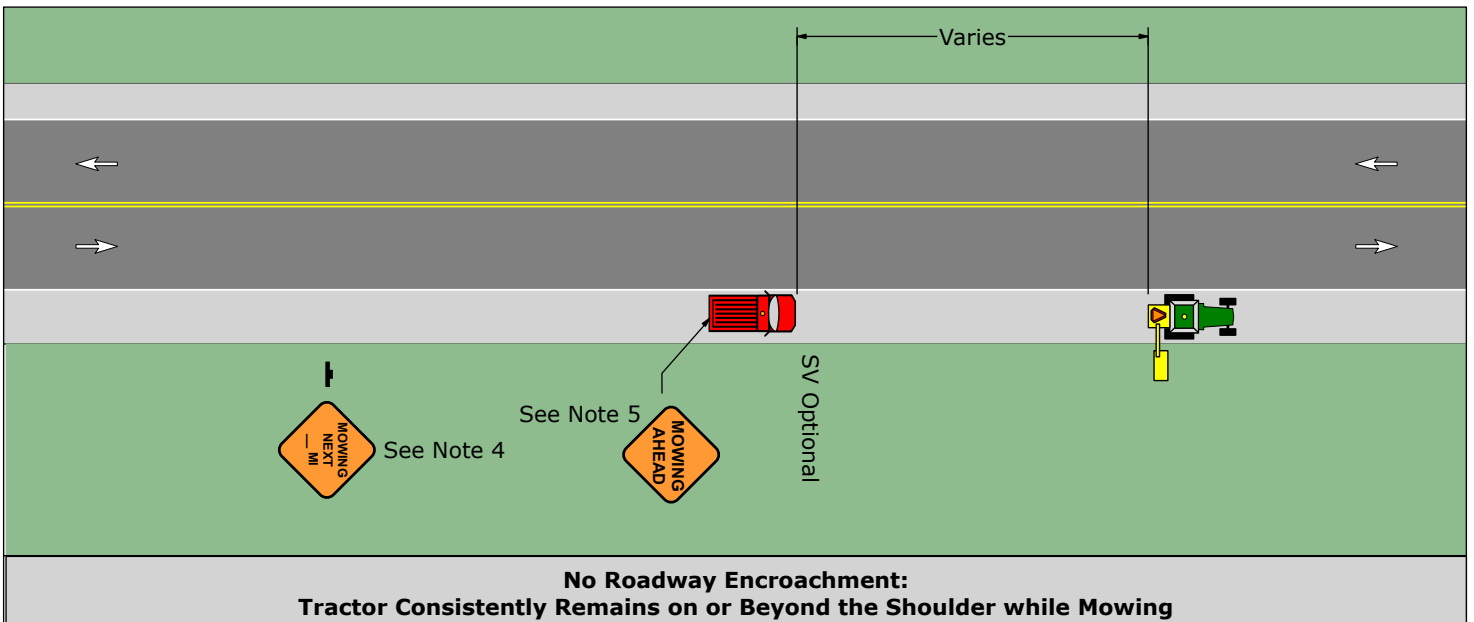 Varies
See Note 5
SV Optional
MOWING
AHEAD
MOWING
NEXT
__ MI
See Note 4
No Roadway Encroachment:
Tractor Consistently Remains on or Beyond the Shoulder while Mowing